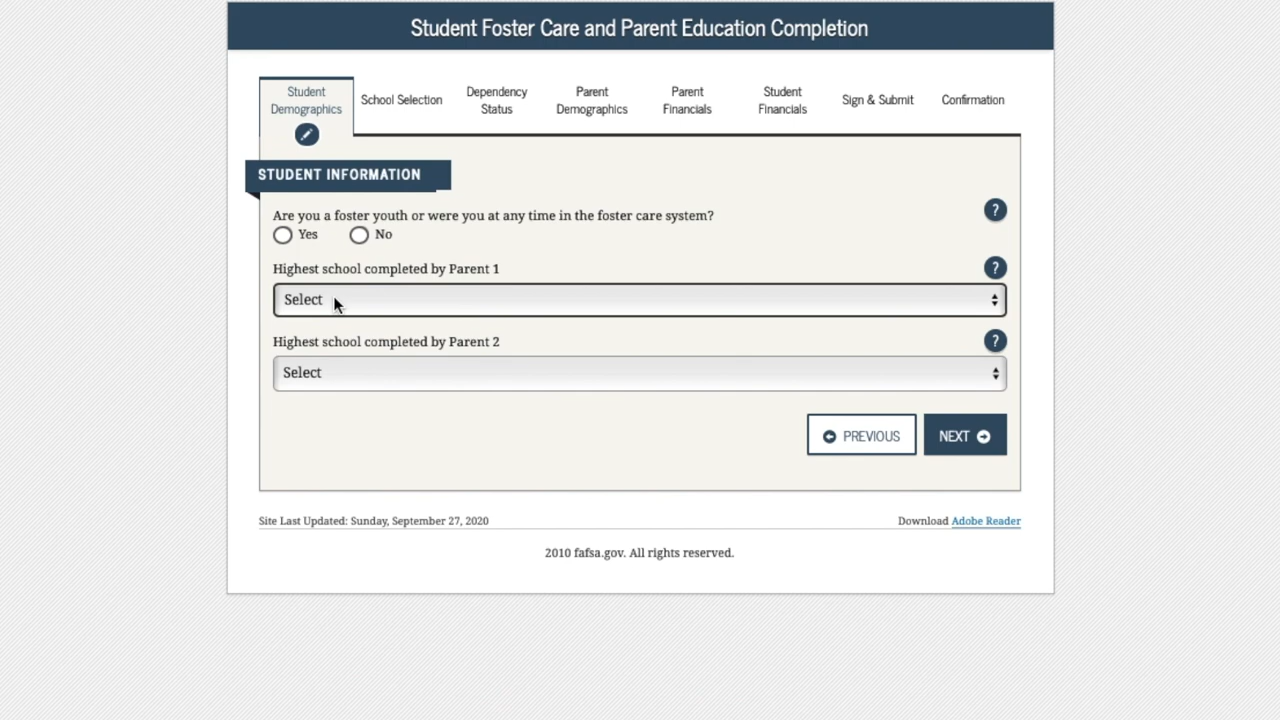 Student Foster Care and Parent Education Completion
Student Demographics
School Selection
Dependency Status
Parent Demographics
Parent Financials
Student Financials
Sign & Submit
Confirmation
STUDENT INFORMATION
Are you a foster youth or were you at any time in the foster care system?
?
Yes No
Highest school completed by Parent 1
?
Select
Highest school completed by Parent 2
?
Select
PREVIOUS NEXT
Site Last Updated: Sunday, September 27, 2020 Download Adobe Reader
2010 fafsa.gov. All rights reserved.